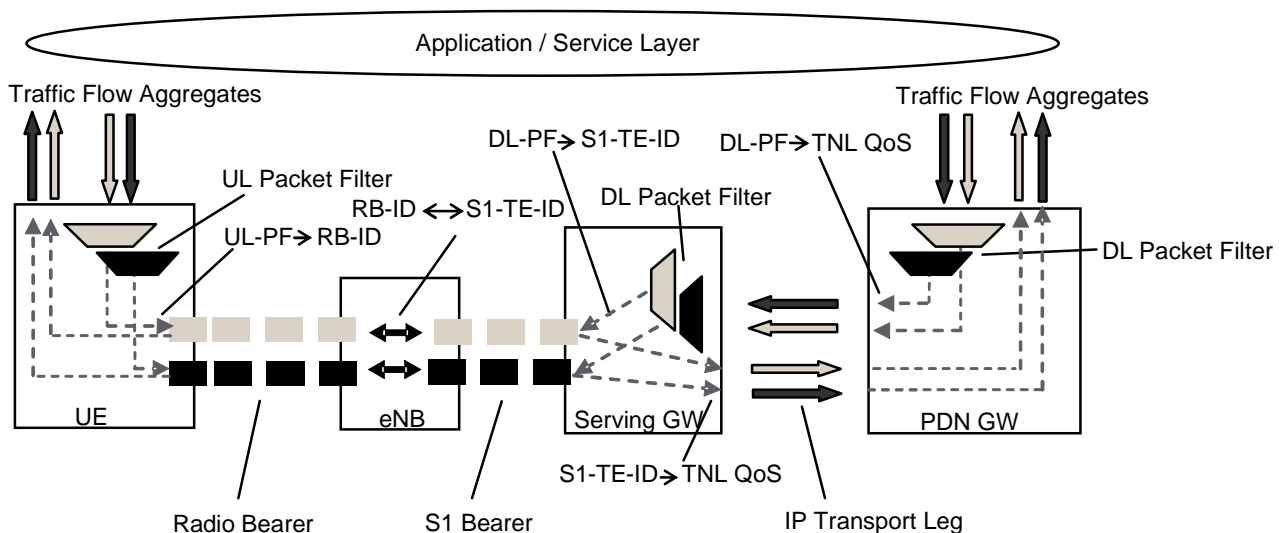 Application / Service Layer
Traffic Flow Aggregates
Traffic Flow Aggregates
DL-PF→S1-TE-ID
DL-PF→TNL QoS
UL Packet Filter
DL Packet Filter
RB-ID ↔ S1-TE-ID
UL-PF→RB-ID
DL Packet Filter
UE
eNB
Serving GW
PDN GW
S1-TE-ID→TNL QoS
Radio Bearer
S1 Bearer
IP Transport Leg